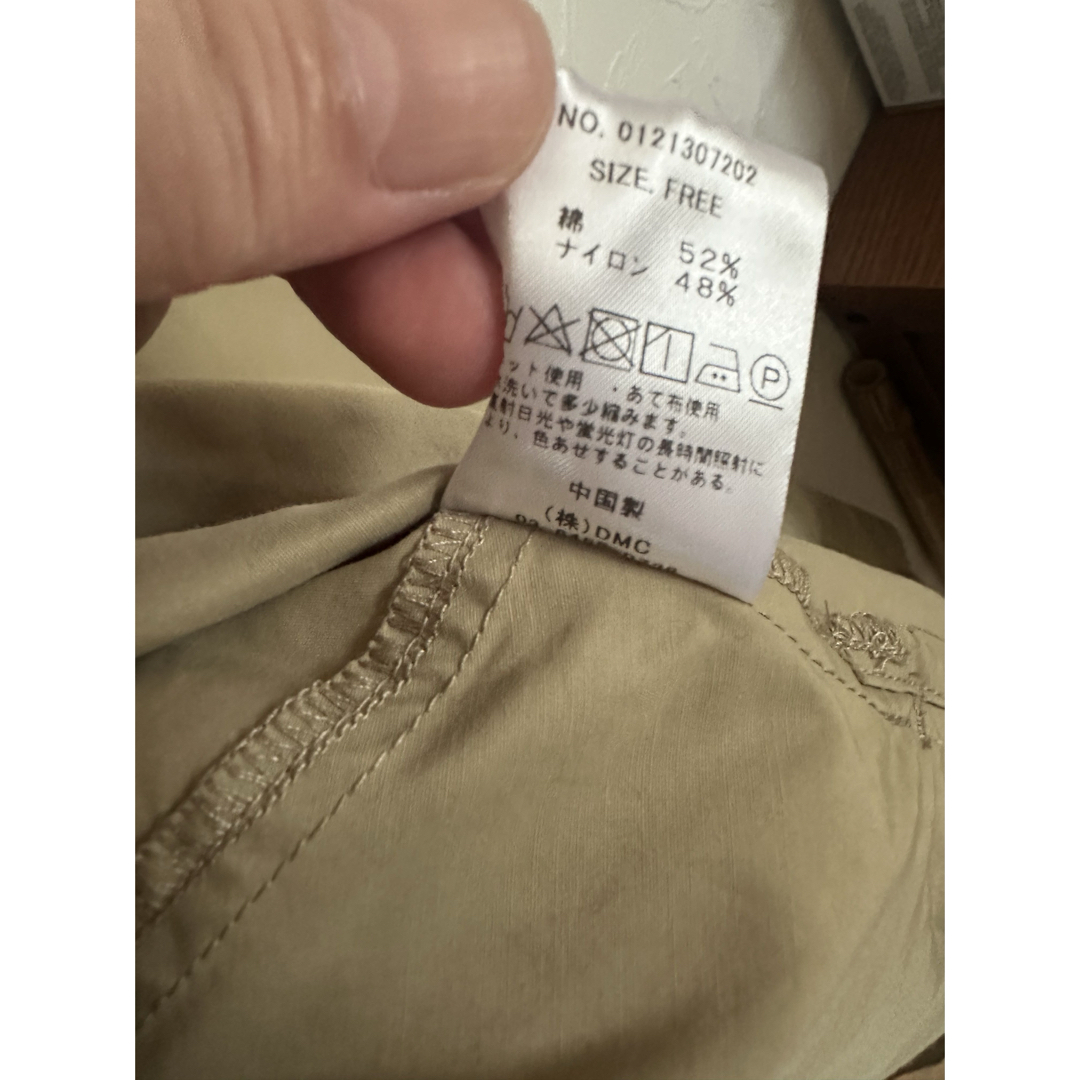 NO. 0121307202
SIZE. FREE
綿 52%
ナイロン 48%
P
ット使用 ・あて布使用
洗いで多少縮みます。
射日光や蛍光灯の長時間照射に
より、色あせすることがある。
中国製
(株)DMC